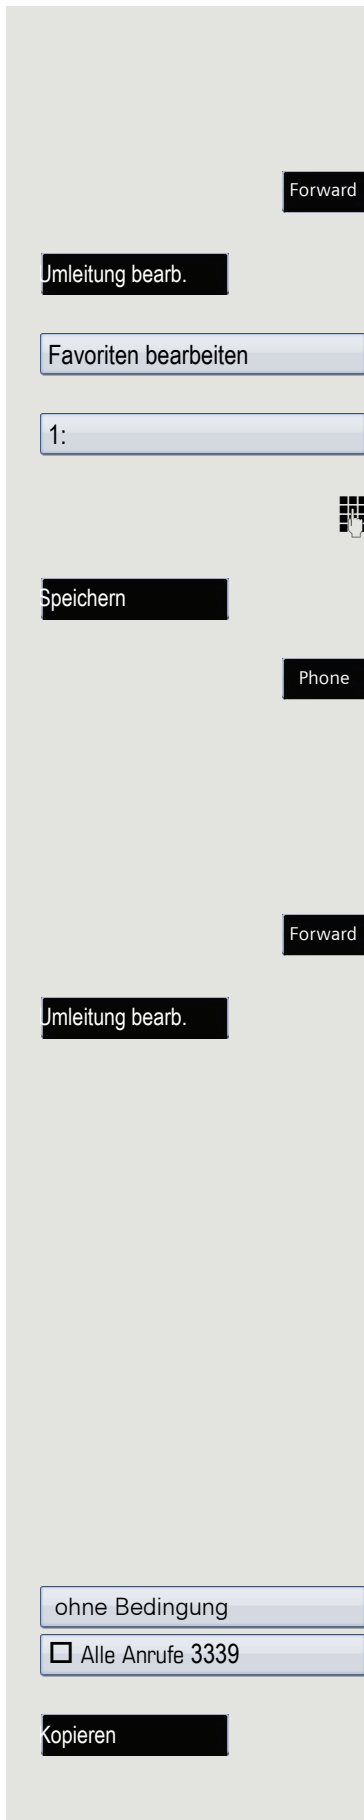 Forward
Umleitung bearb.
Favoriten bearbeiten
1:
Speichern
Phone
Forward
Umleitung bearb.
ohne Bedingung
Alle Anrufe 3339
Kopieren